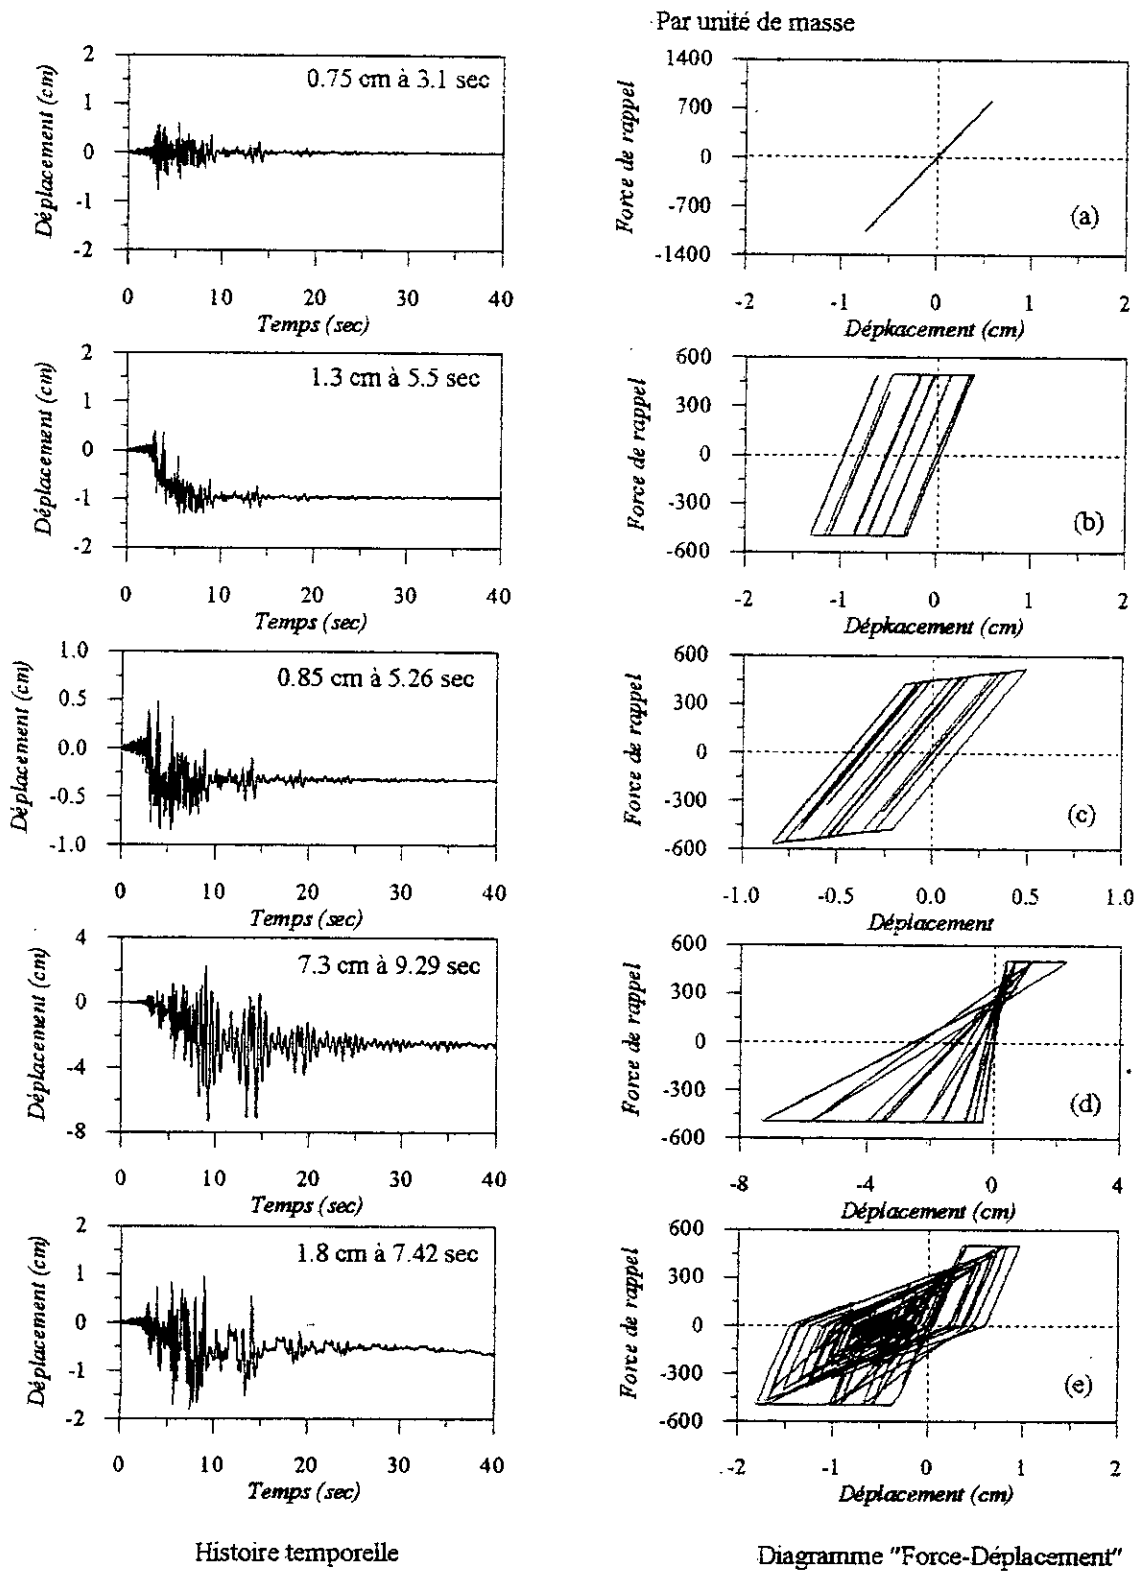 Par unité de masse
Déplacement (cm)
2
1
0
-1
-2
0.75 cm à 3.1 sec
0 10 20 30 40
Temps (sec)
Force de rappel
1400
700
0
-700
-1400
(a)
-2 -1 0 1 2
Dépkacement (cm)
Déplacement (cm)
2
1
0
-1
-2
1.3 cm à 5.5 sec
0 10 20 30 40
Temps (sec)
Force de rappel
600
300
0
-300
-600
(b)
-2 -1 0 1 2
Dépkacement (cm)
Déplacement (cm)
1.0
0.5
0.0
-0.5
-1.0
0.85 cm à 5.26 sec
0 10 20 30 40
Temps (sec)
Force de rappel
600
300
0
-300
-600
(c)
-1.0 -0.5 0.0 0.5 1.0
Déplacement
Déplacement (cm)
4
0
-4
-8
7.3 cm à 9.29 sec
0 10 20 30 40
Temps (sec)
Force de rappel
600
300
0
-300
-600
(d)
-8 -4 0 4
Déplacement (cm)
Déplacement (cm)
2
1
0
-1
-2
1.8 cm à 7.42 sec
0 10 20 30 40
Temps (sec)
Force de rappel
600
300
0
-300
-600
(e)
-2 -1 0 1 2
Déplacement (cm)
Histoire temporelle
Diagramme "Force-Déplacement"